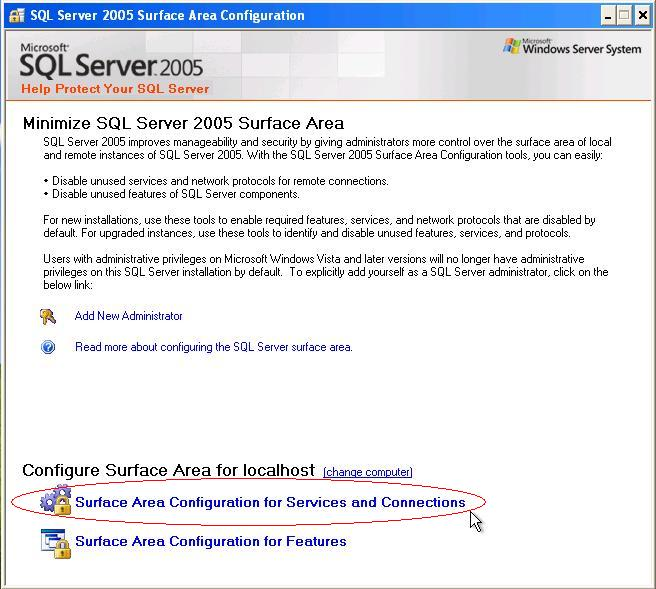 SQL Server 2005 Surface Area Configuration
Microsoft
SQL Server 2005
Microsoft
Windows Server System
Help Protect Your SQL Server
Minimize SQL Server 2005 Surface Area
SQL Server 2005 improves manageability and security by giving administrators more control over the surface area of local
and remote instances of SQL Server 2005. With the SQL Server 2005 Surface Area Configuration tools, you can easily:
• Disable unused services and network protocols for remote connections.
• Disable unused features of SQL Server components.
For new installations, use these tools to enable required features, services, and network protocols that are disabled by
default. For upgraded instances, use these tools to identify and disable unused features, services, and protocols.
Users with administrative privileges on Microsoft Windows Vista and later versions will no longer have administrative
privileges on this SQL Server installation by default. To explicitly add yourself as a SQL Server administrator, click on the
below link:
Add New Administrator
Read more about configuring the SQL Server surface area.
Configure Surface Area for localhost (change computer)
Surface Area Configuration for Services and Connections
Surface Area Configuration for Features